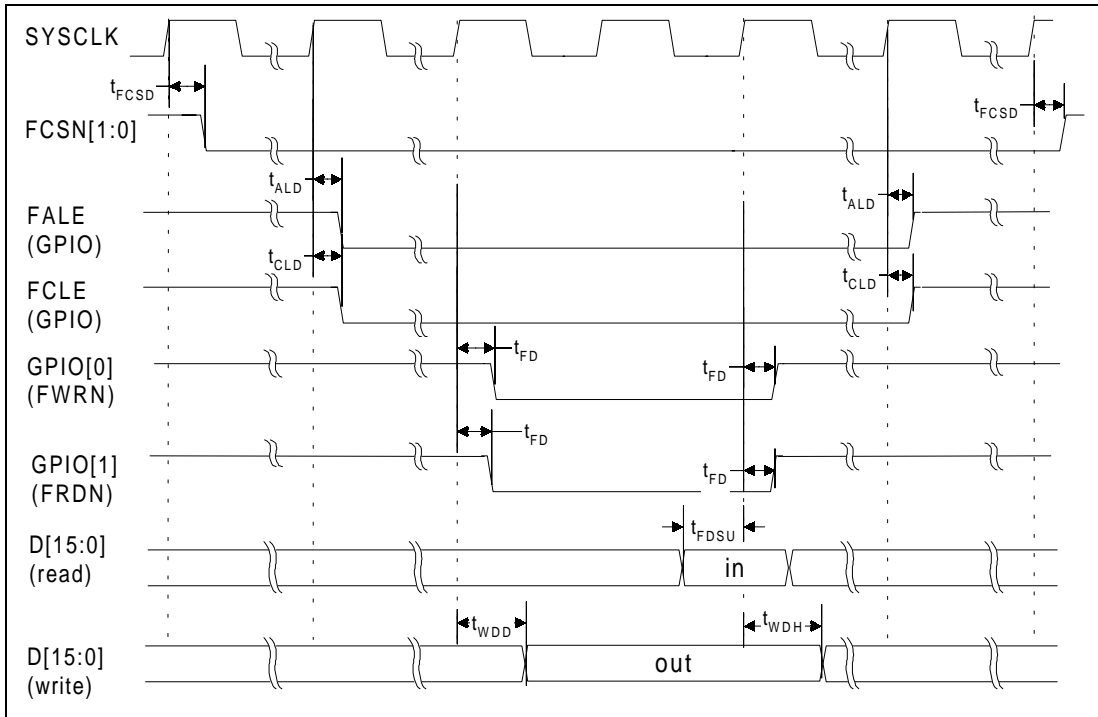 SYSCLK
tFCSD
tFCSD
FCSN[1:0]
tALD
tALD
FALE
(GPIO)
tCLD
tCLD
FCLE
(GPIO)
tFD
tFD
GPIO[0]
(FWRN)
tFD
tFD
GPIO[1]
(FRDN)
tFDSU
D[15:0]
(read)
in
tWDD
tWDH
D[15:0]
(write)
out